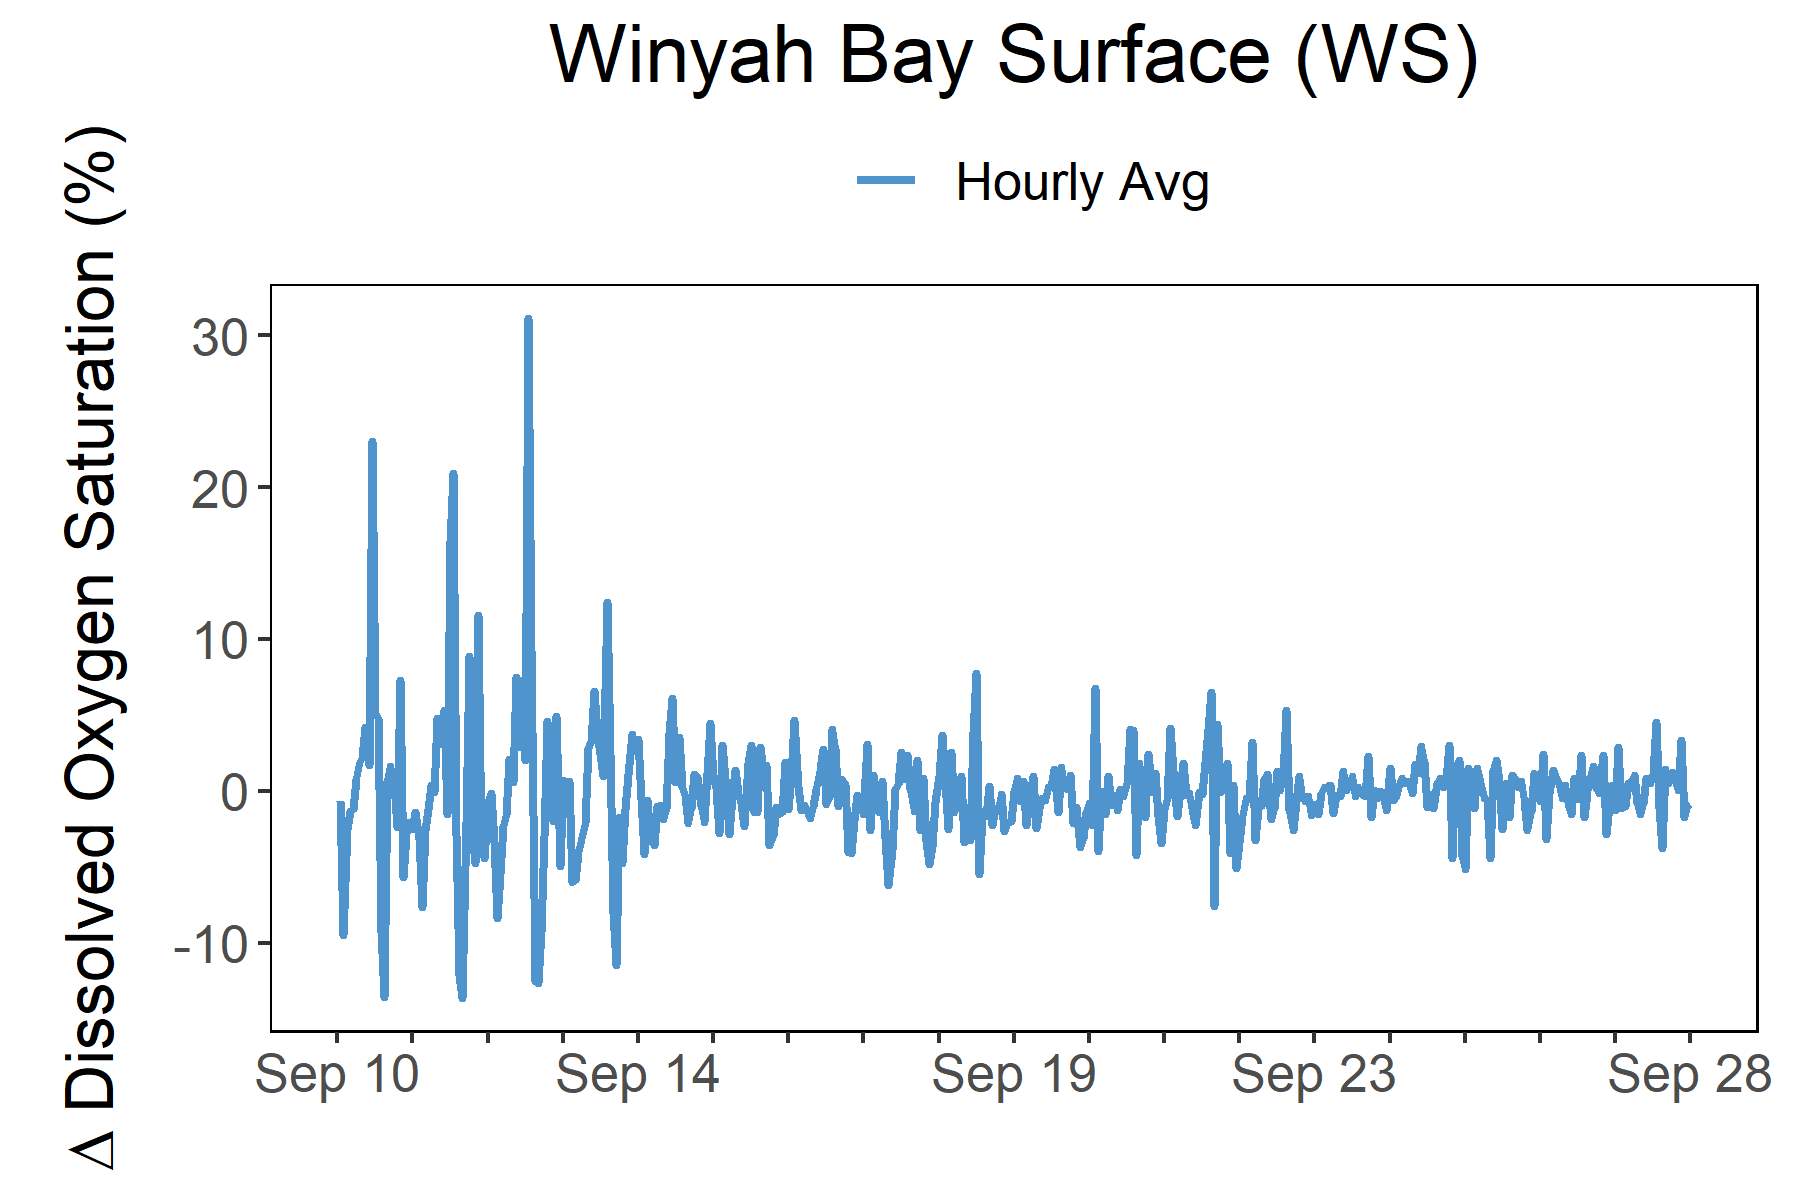 Winyah Bay Surface (WS)
Hourly Avg
Δ Dissolved Oxygen Saturation (%)
30
20
10
0
-10
Sep 10 Sep 14 Sep 19 Sep 23 Sep 28